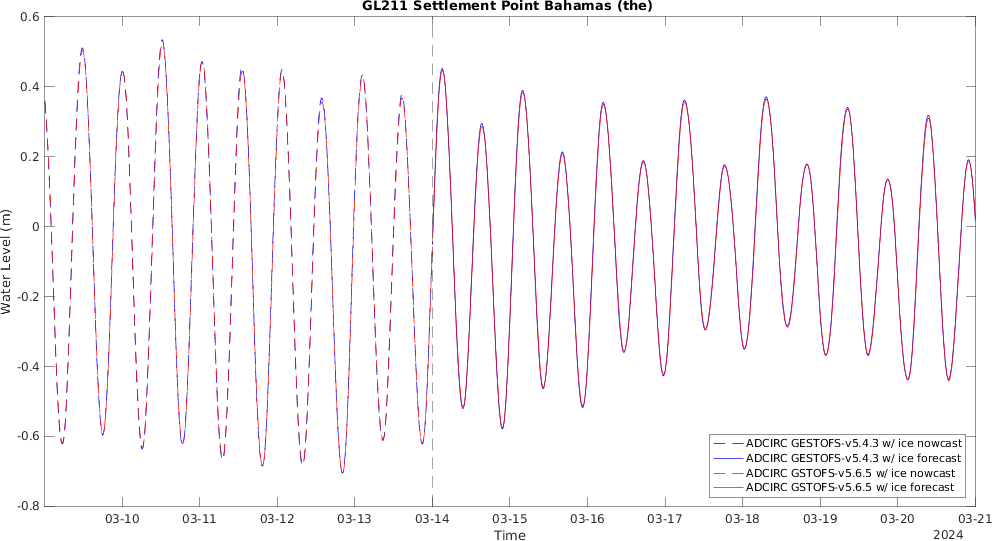 GL211 Settlement Point Bahamas (the)
0.6
0.4
0.2
0
-0.2
-0.4
-0.6
-0.8
Water Level (m)
ADCIRC GESTOFS-v5.4.3 w/ ice nowcast
ADCIRC GESTOFS-v5.4.3 w/ ice forecast
ADCIRC GSTOFS-v5.6.5 w/ ice nowcast
ADCIRC GSTOFS-v5.6.5 w/ ice forecast
03-10 03-11 03-12 03-13 03-14 03-15 03-16 03-17 03-18 03-19 03-20 03-21
Time
2024